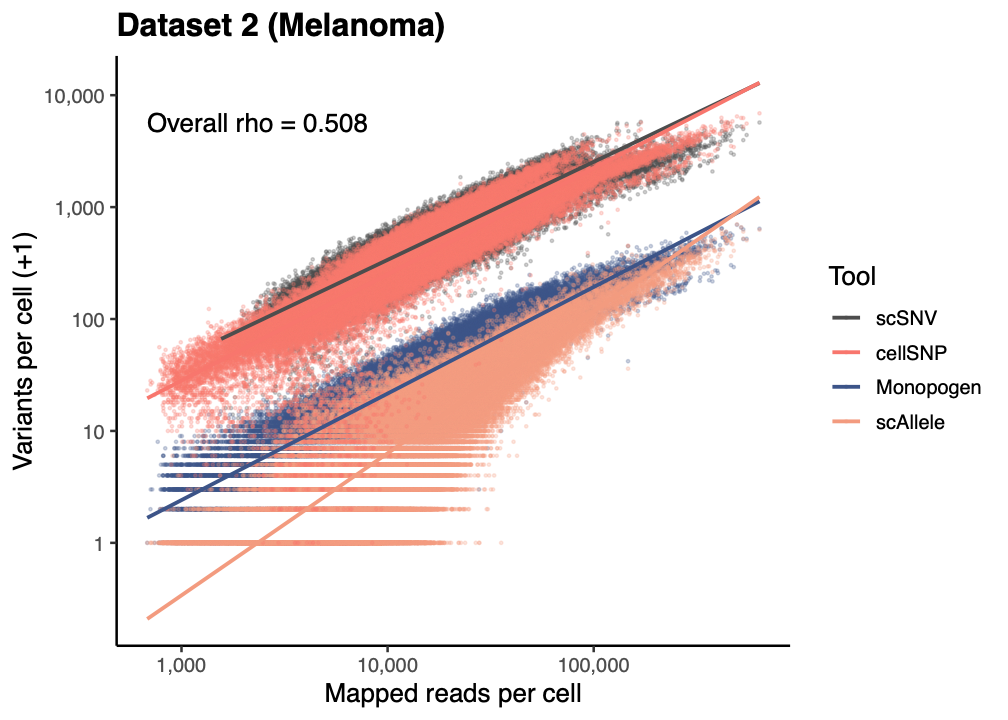 Dataset 2 (Melanoma)
Overall rho = 0.508
Variants per cell (+1)
10,000
1,000
100
10
1
1,000
10,000
100,000
Mapped reads per cell
Tool
scSNV
cellSNP
Monopogen
scAllele